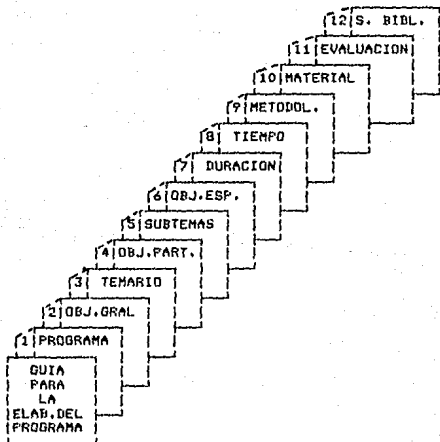 12 S. BIBL.
11 EVALUACION
10 MATERIAL
9 METODOL.
8 TIEMPO
7 DURACION
6 OBJ.ESP.
5 SUBTEMAS
4 OBJ.PART.
3 TEMARIO
2 OBJ.GRAL
1 PROGRAMA
GUIA
PARA
LA
ELAB.DEL
PROGRAMA